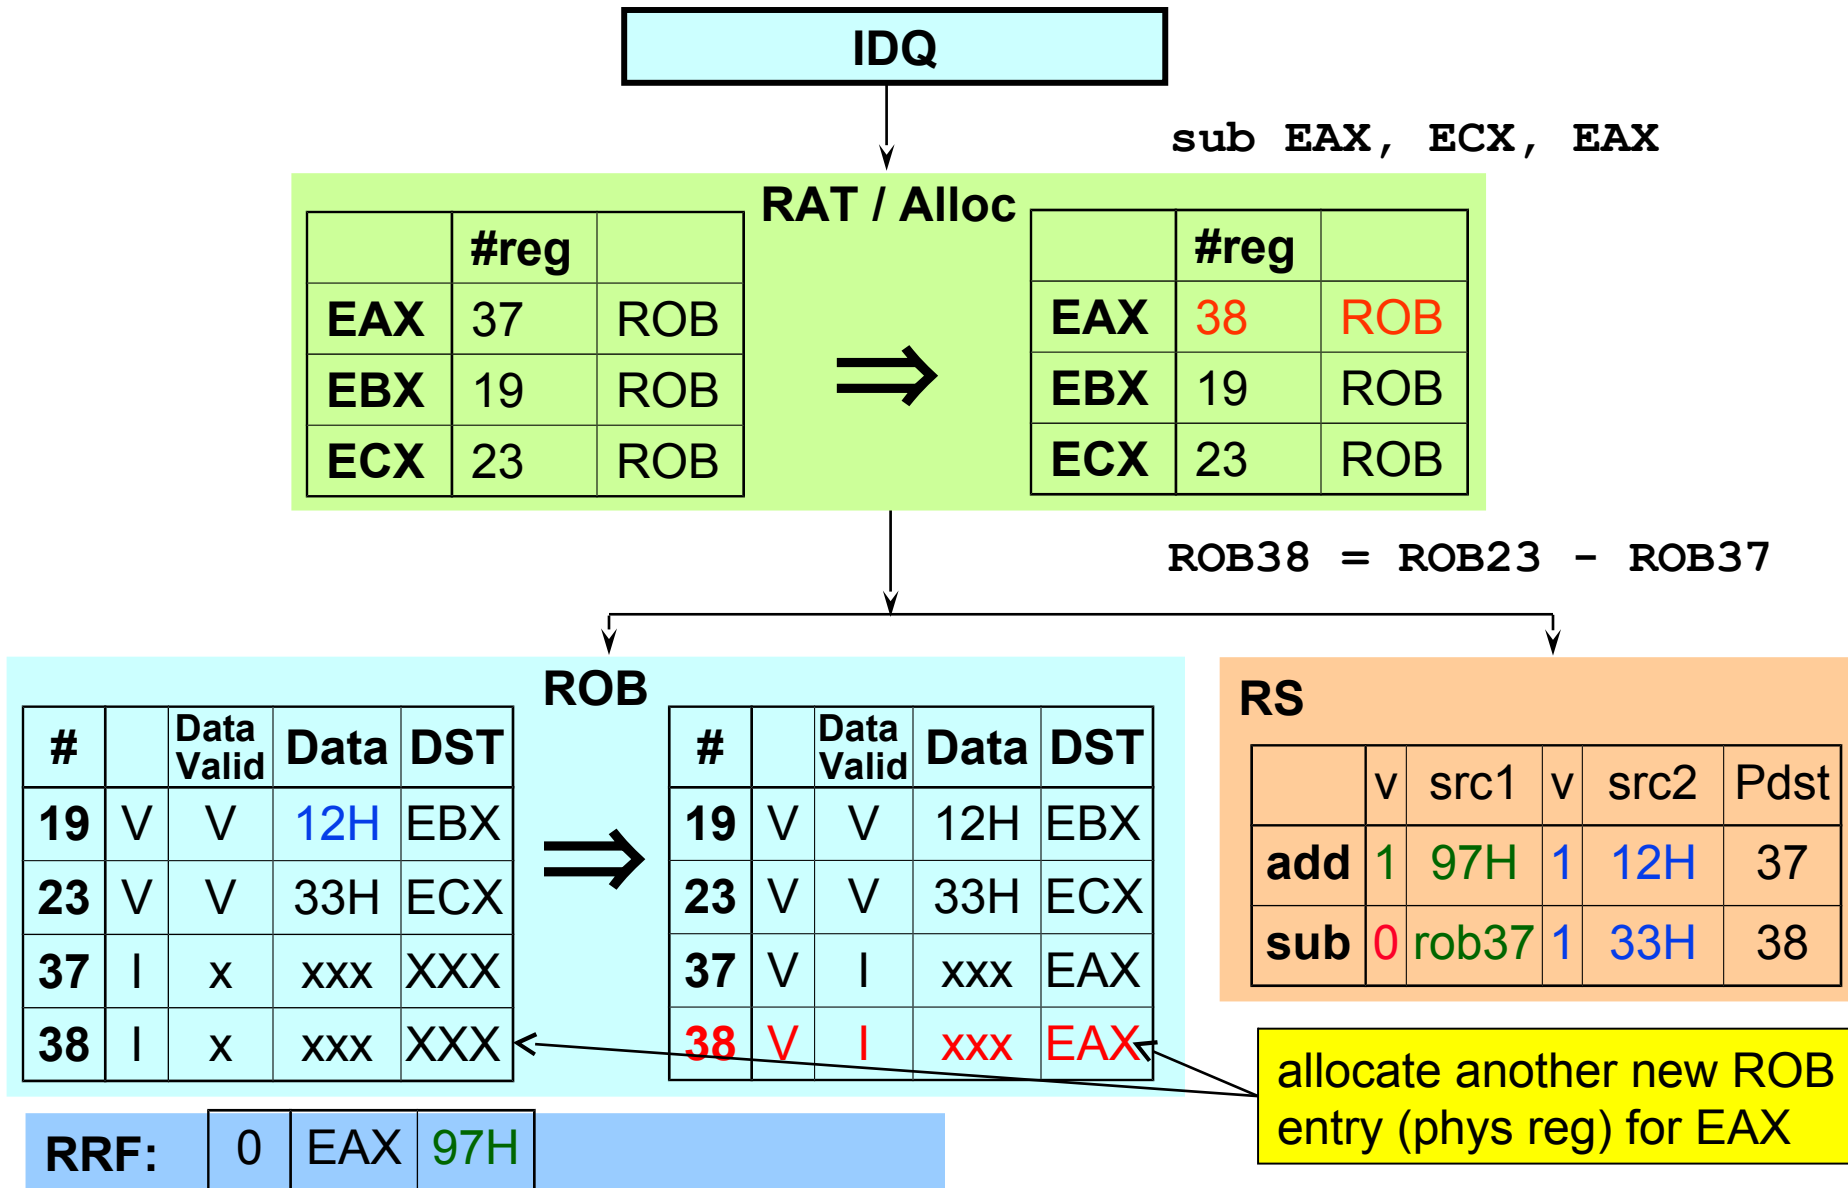 IDQ
sub EAX, ECX, EAX
RAT / Alloc
#reg
EAX 37 ROB
EBX 19 ROB
ECX 23 ROB
⇒
#reg
EAX 38 ROB
EBX 19 ROB
ECX 23 ROB
ROB38 = ROB23 - ROB37
ROB
# Data Valid Data DST
19 V V 12H EBX
23 V V 33H ECX
37 I x xxx XXX
38 I x xxx XXX
⇒
# Data Valid Data DST
19 V V 12H EBX
23 V V 33H ECX
37 V I xxx EAX
38 V I xxx EAX
RS
v src1 v src2 Pdst
add 1 97H 1 12H 37
sub 0 rob37 1 33H 38
allocate another new ROB
entry (phys reg) for EAX
RRF: 0 EAX 97H